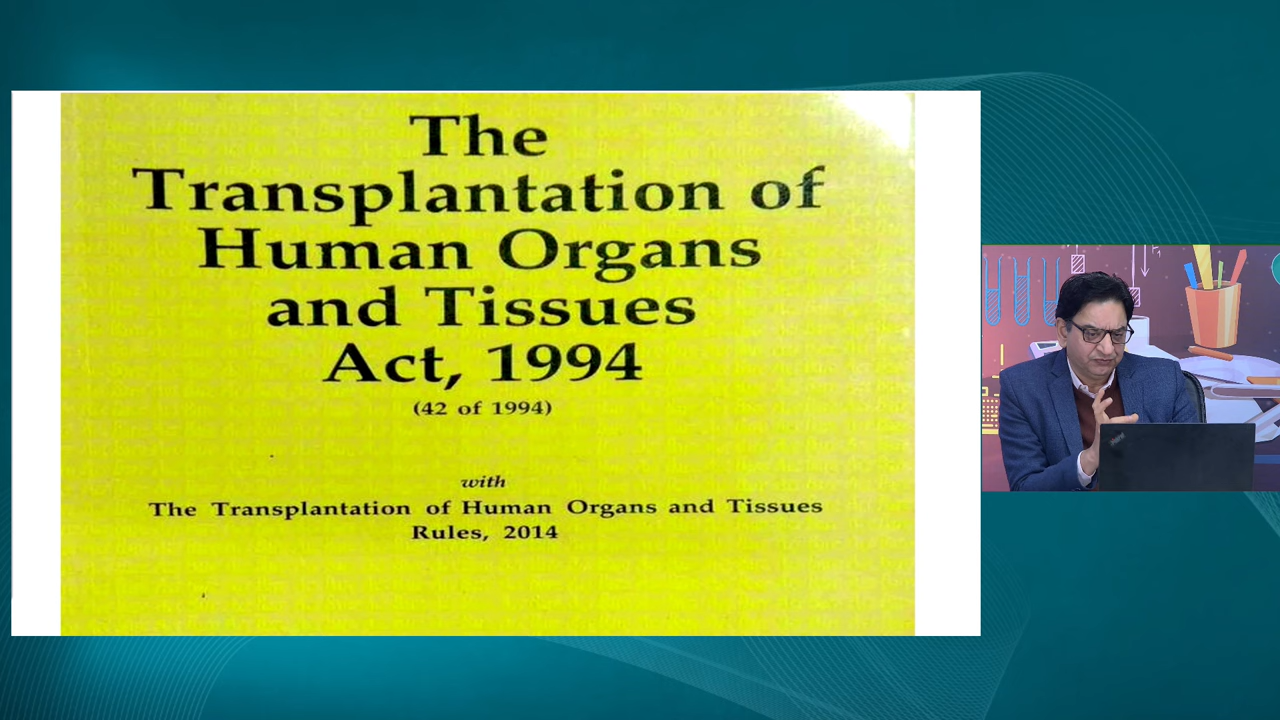 The
Transplantation of
Human Organs
and Tissues
Act, 1994
(42 of 1994)
with
The Transplantation of Human Organs and Tissues
Rules, 2014